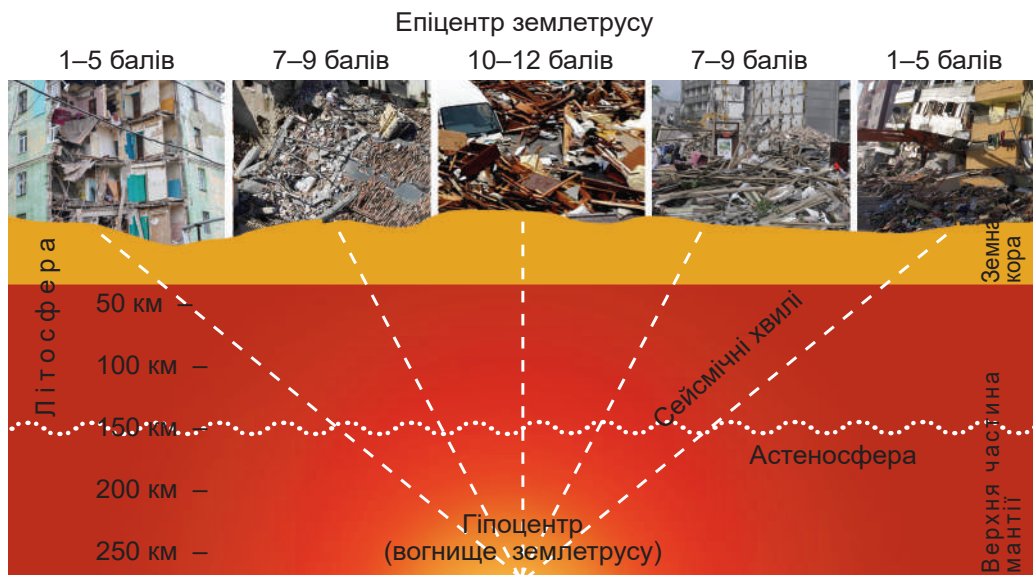 Епіцентр землетрусу
1–5 балів
7–9 балів
10–12 балів
7–9 балів
1–5 балів
Літосфера
Земна
кора
50 км –
100 км –
150 км –
200 км –
250 км –
Сейсмічні хвилі
Астеносфера
Верхня частина
мантії
Гіпоцентр
(вогнище землетрусу)